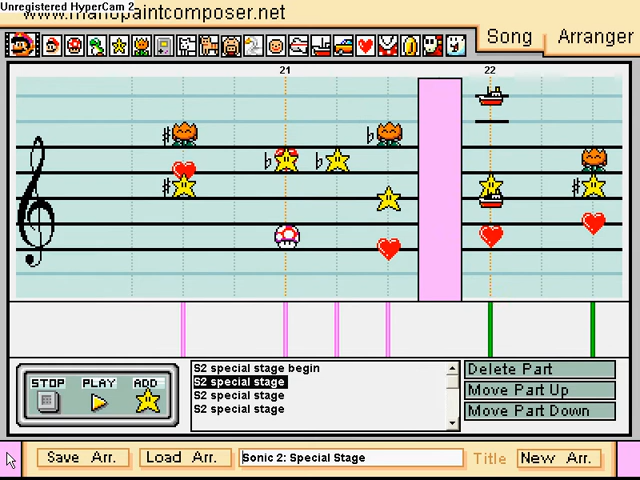 Unregistered HyperCam 2
www.mariopaintcomposer.net
Song
Arranger
21
22
STOP
PLAY
ADD
S2 special stage begin
S2 special stage
S2 special stage
S2 special stage
Delete Part
Move Part Up
Move Part Down
Save Arr.
Load Arr.
Sonic 2: Special Stage
Title
New Arr.